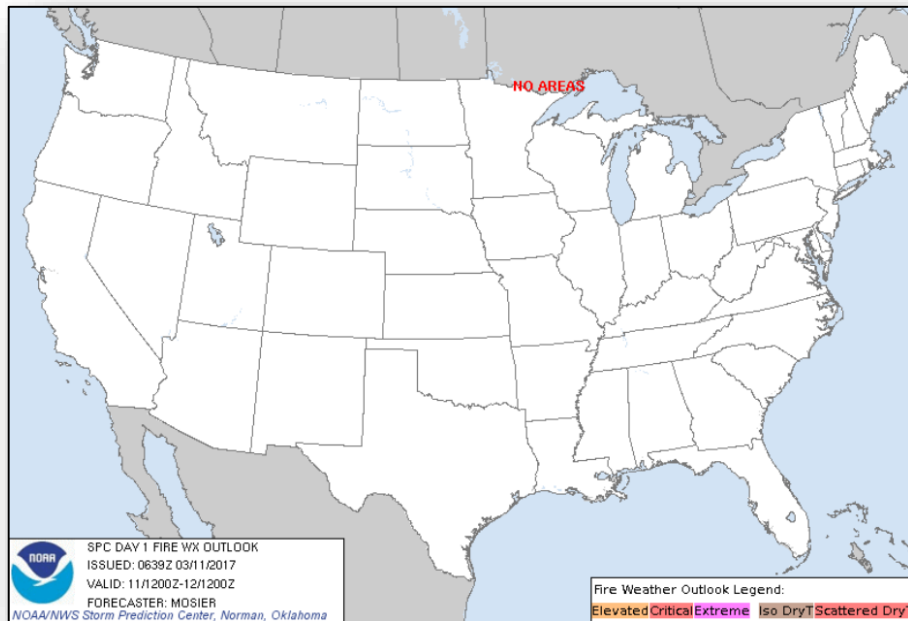 NO AREAS
NOAA
SPC DAY 1 FIRE WX OUTLOOK
ISSUED: 0639Z 03/11/2017
VALID: 11/1200Z-12/1200Z
FORECASTER: MOSIER
NOAA/NWS Storm Prediction Center, Norman, Oklahoma
Fire Weather Outlook Legend:
Elevated Critical Extreme Iso DryT Scattered DryT